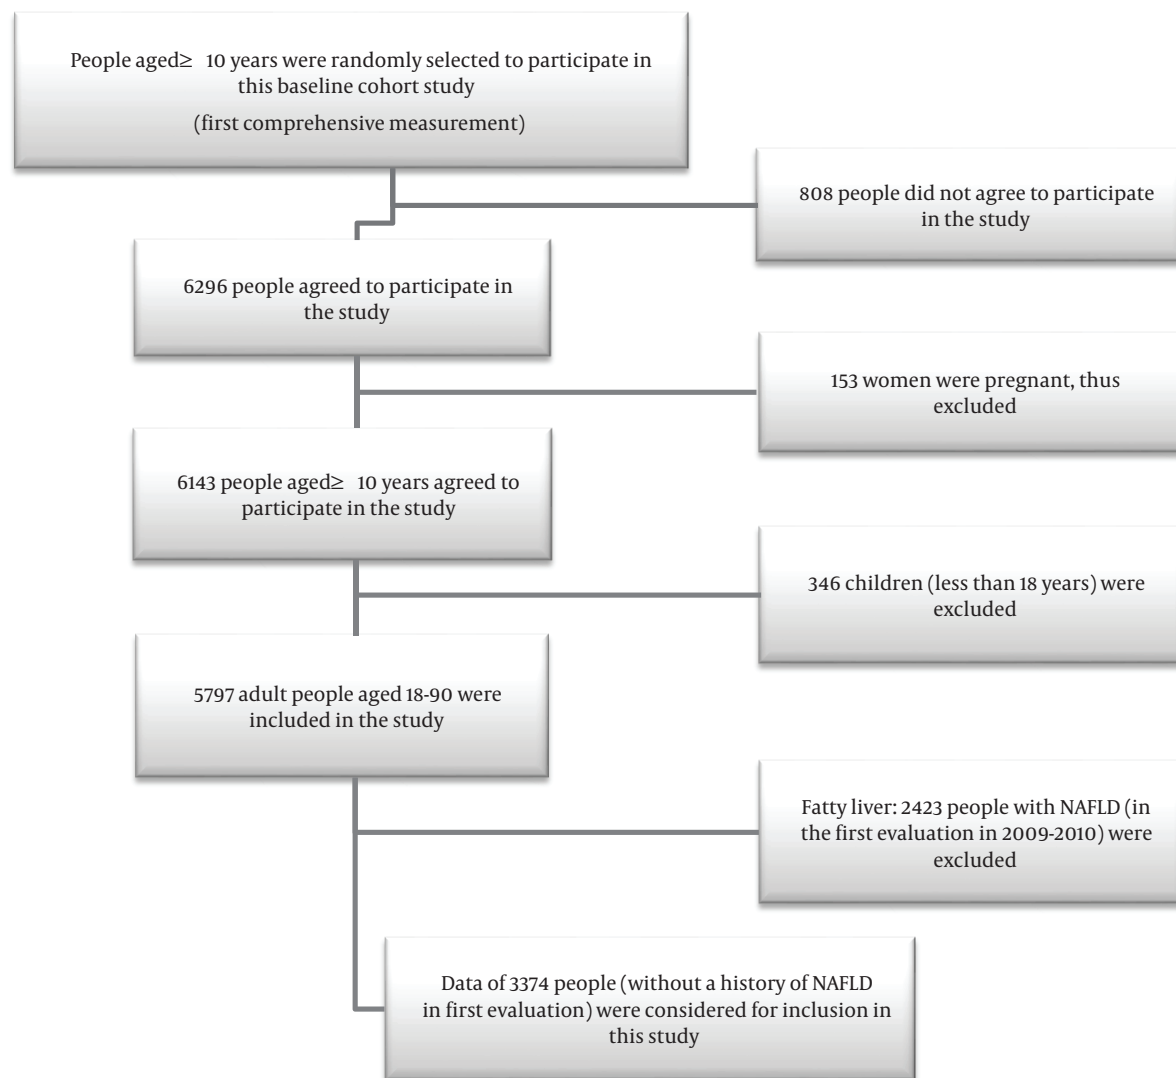 People aged≥ 10 years were randomly selected to participate in
this baseline cohort study
(first comprehensive measurement)
808 people did not agree to participate
in the study
6296 people agreed to participate in
the study
153 women were pregnant, thus
excluded
6143 people aged≥ 10 years agreed to
participate in the study
346 children (less than 18 years) were
excluded
5797 adult people aged 18-90 were
included in the study
Fatty liver: 2423 people with NAFLD (in
the first evaluation in 2009-2010) were
excluded
Data of 3374 people (without a history of NAFLD
in first evaluation) were considered for inclusion in
this study